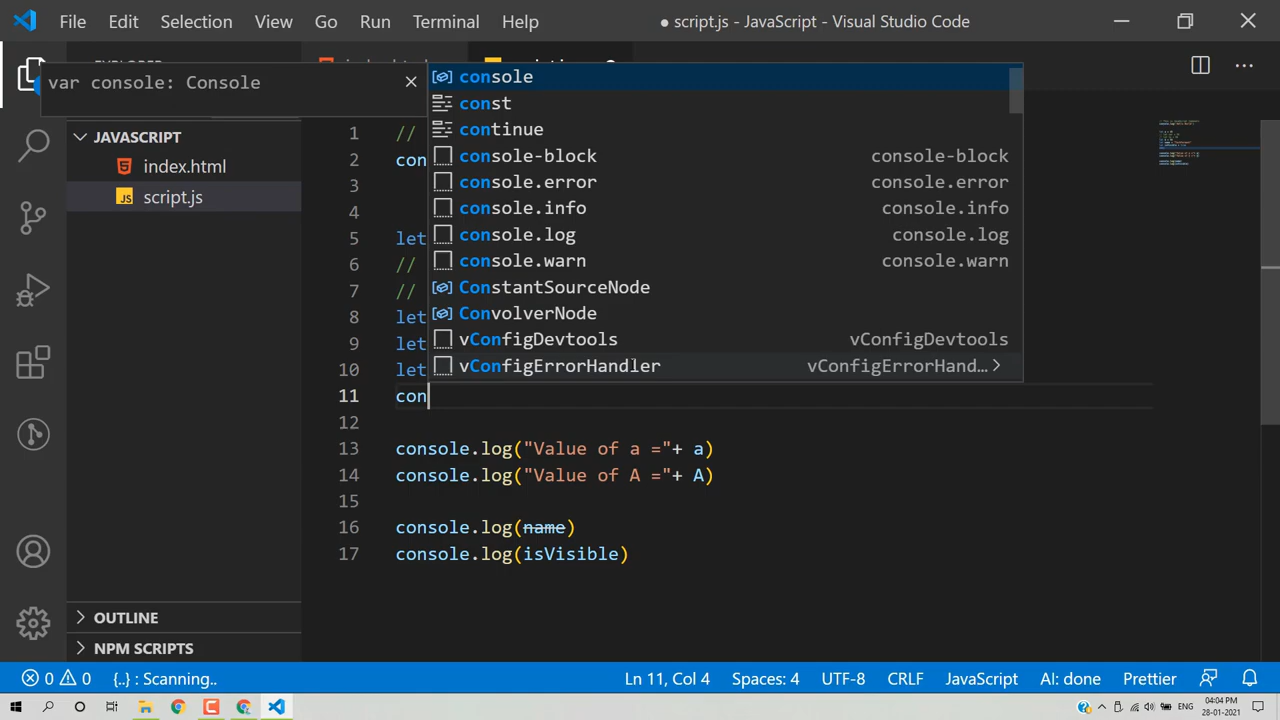 File Edit Selection View Go Run Terminal Help ● script.js - JavaScript - Visual Studio Code
var console: Console
JAVASCRIPT
index.html
JS script.js
OUTLINE
NPM SCRIPTS
console
const
continue
console-block console-block
console.error console.error
console.info console.info
console.log console.log
console.warn console.warn
ConstantSourceNode
ConvolverNode
vConfigDevtools vConfigDevtools
vConfigErrorHandler vConfigErrorHand…
1 //
2 con
3
4
5 let
6 //
7 //
8 let
9 let
10 let
11 con
12
13 console.log("Value of a ="+ a)
14 console.log("Value of A ="+ A)
15
16 console.log(name)
17 console.log(isVisible)
0 0 {..} : Scanning.. Ln 11, Col 4 Spaces: 4 UTF-8 CRLF JavaScript AI: done Prettier
ENG 04:04 PM
28-01-2021